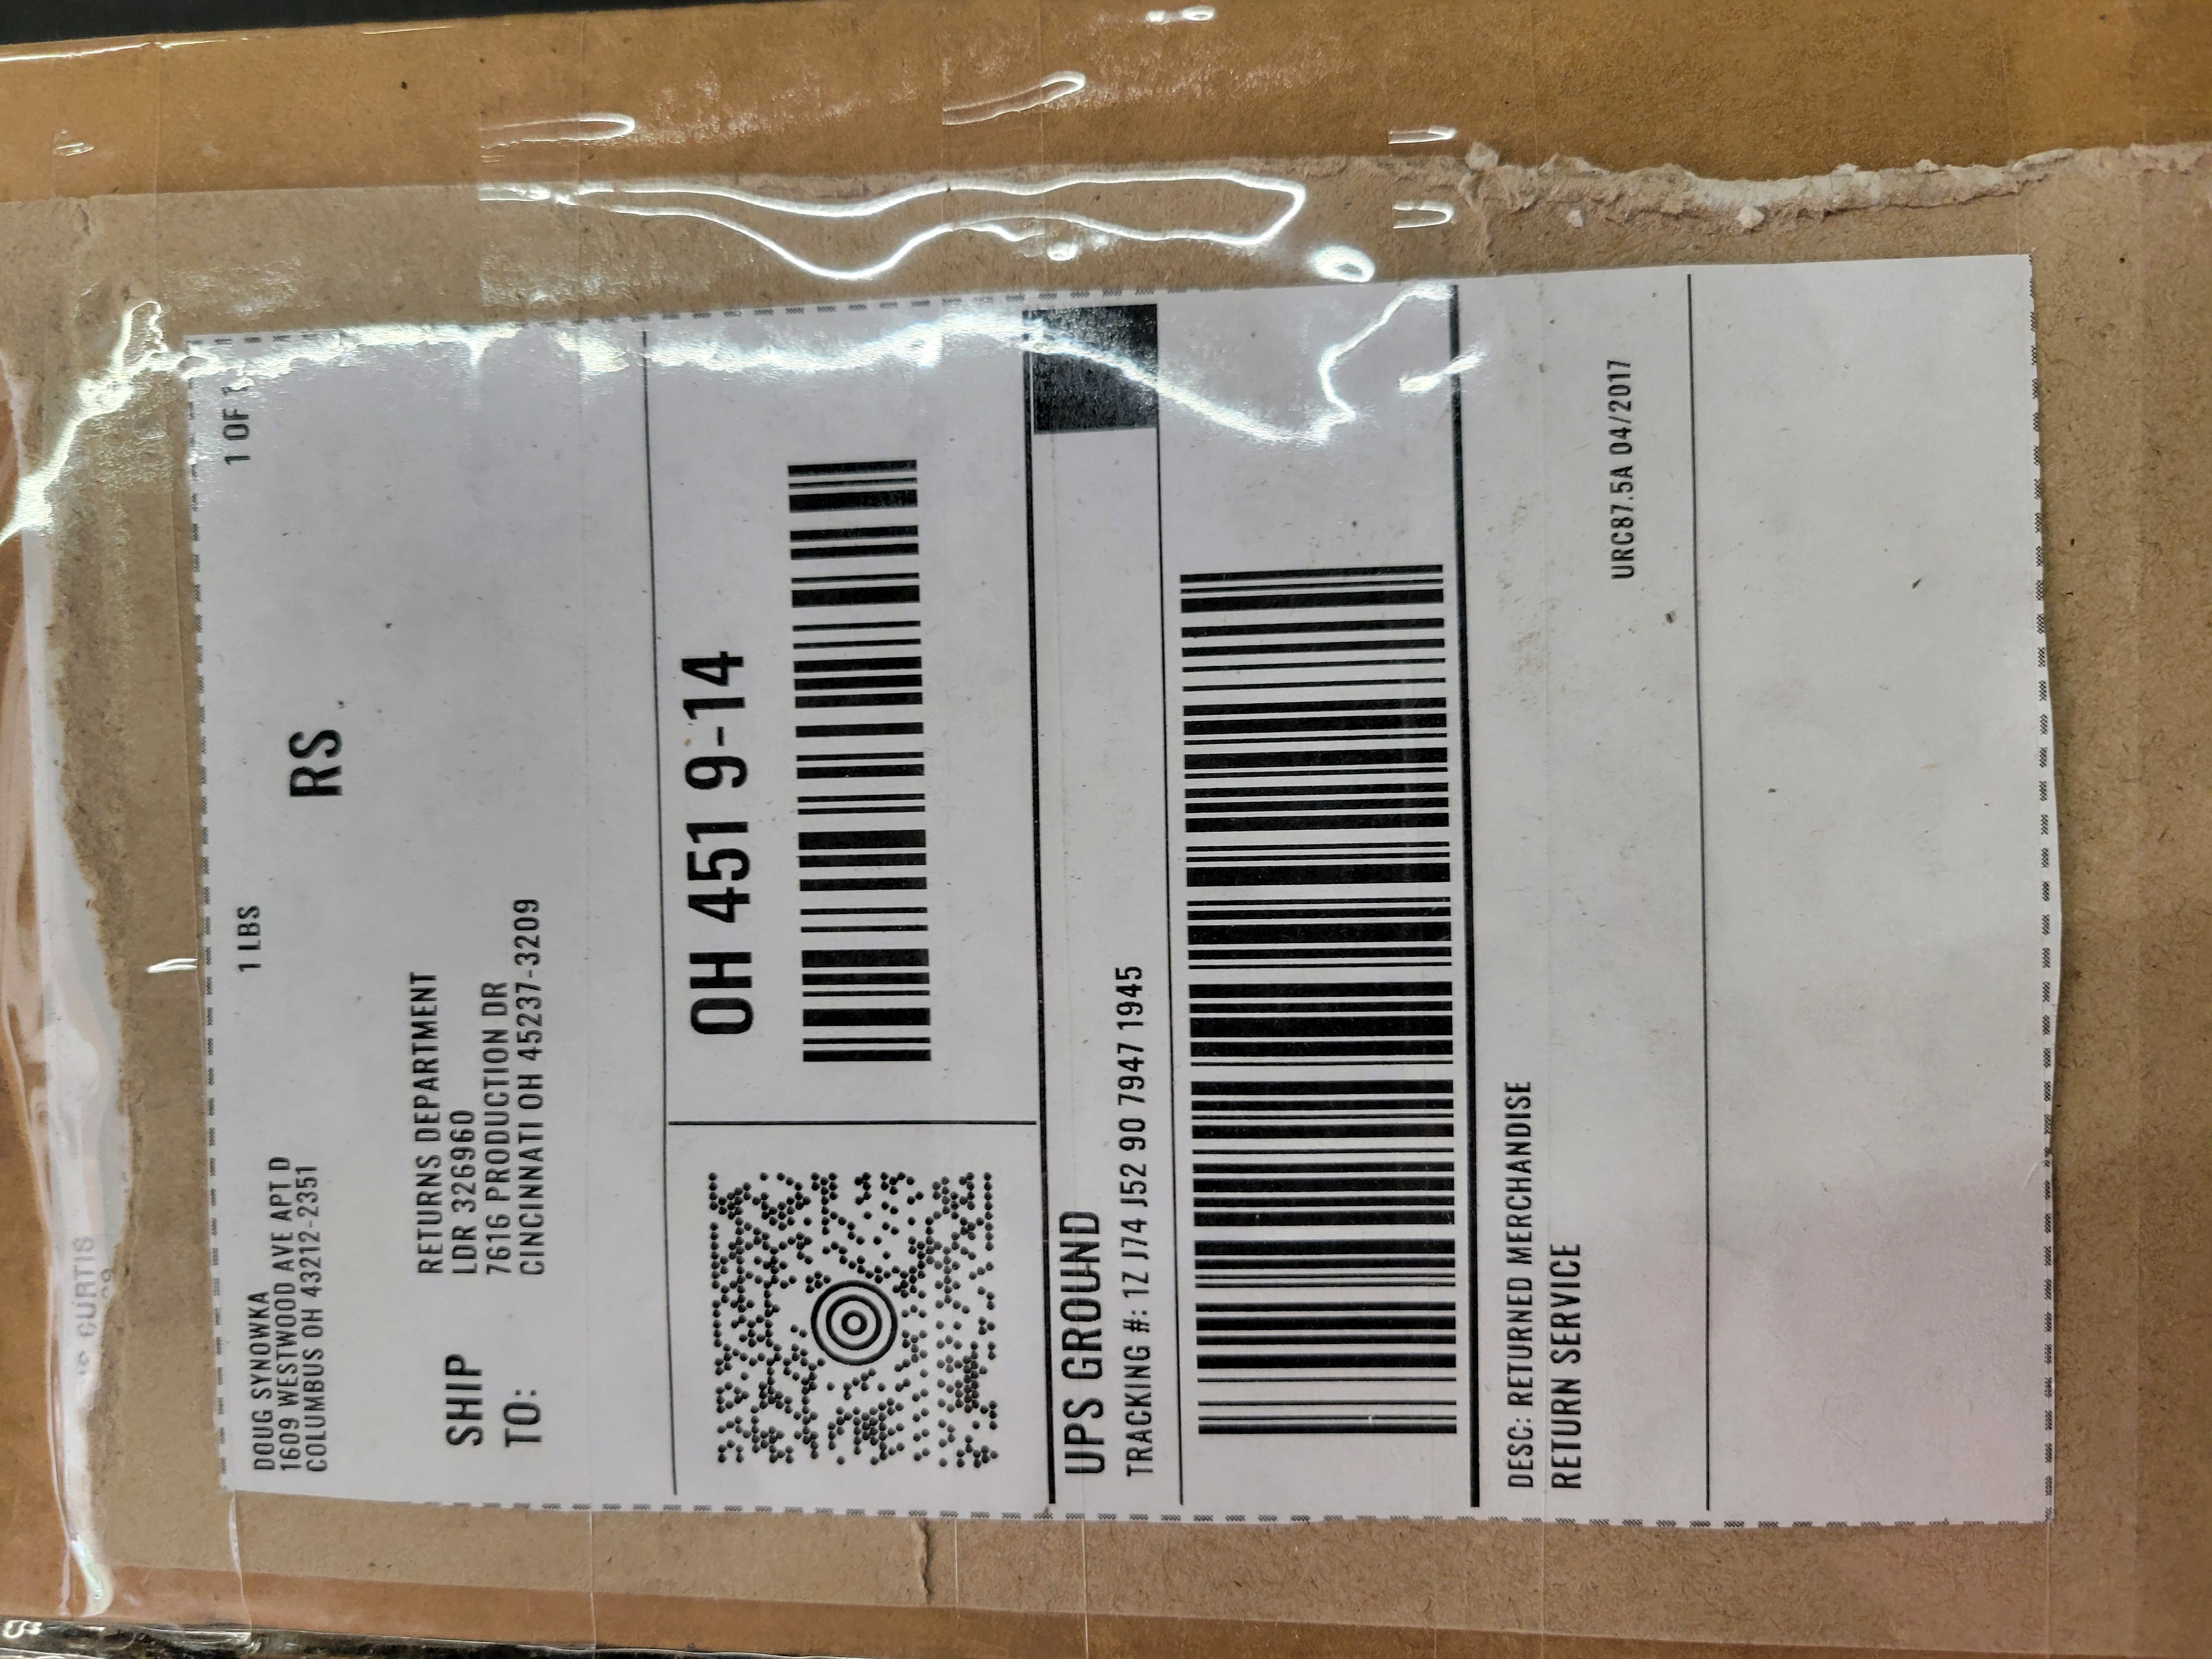 DOUG SYNOWKA
1609 WESTWOOD AVE APT D
COLUMBUS OH 43212-2351
1 LBS
1 OF 1
RS
SHIP
TO:
RETURNS DEPARTMENT
LDR 326960
7616 PRODUCTION DR
CINCINNATI OH 45237-3209
OH 451 9-14
UPS GROUND
TRACKING #: 1Z J74 J52 90 7947 1945
DESC: RETURNED MERCHANDISE
RETURN SERVICE
URC87.5A 04/2017
CURTIS